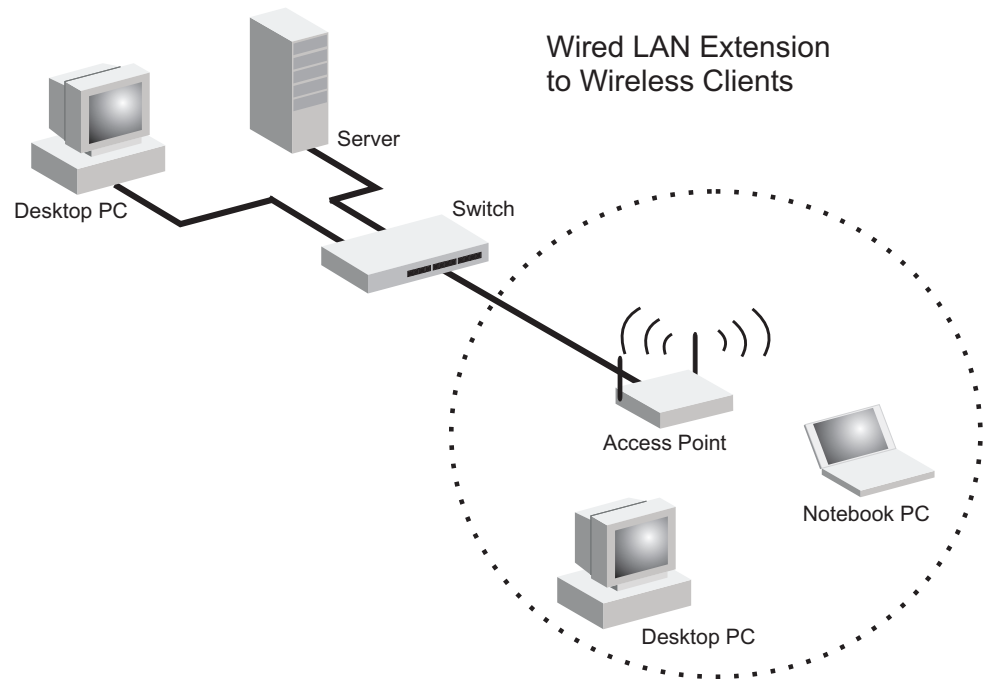 Wired LAN Extension
to Wireless Clients
Server
Desktop PC
Switch
Access Point
Notebook PC
Desktop PC